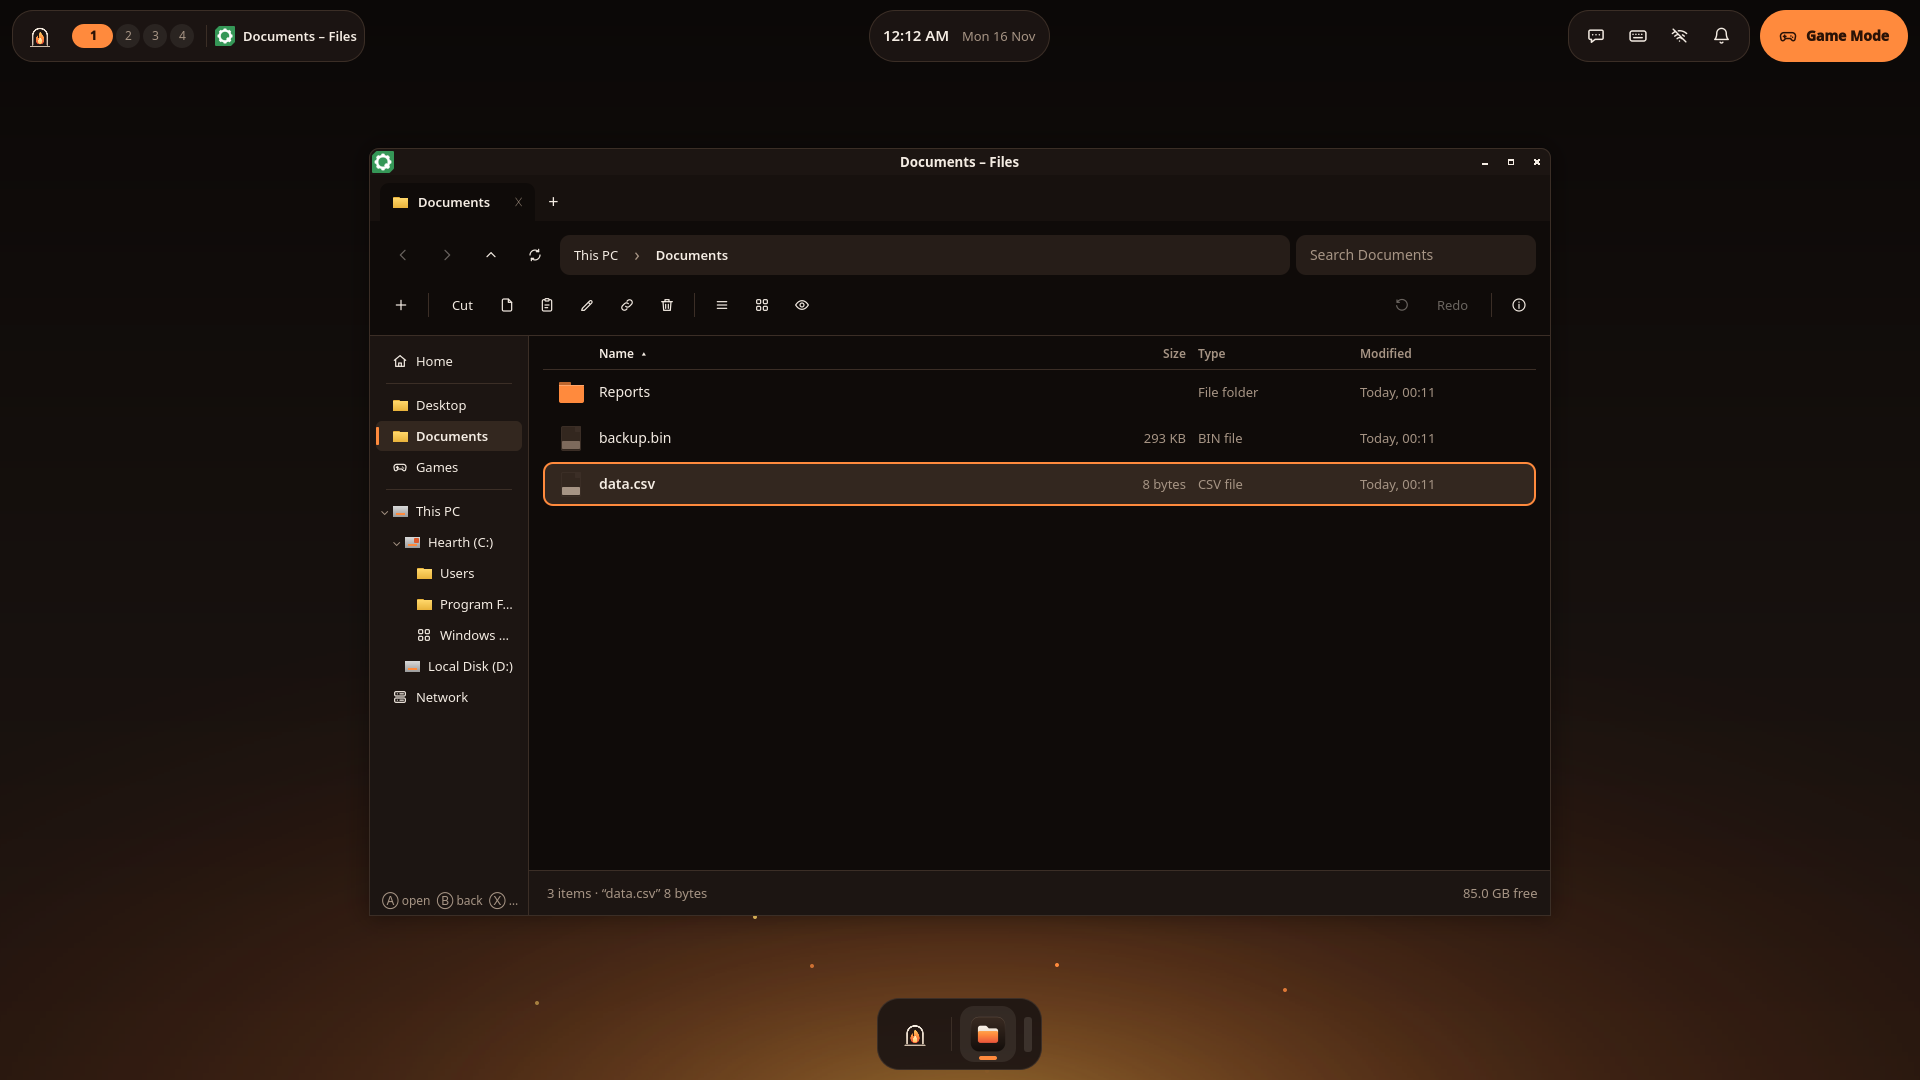 1 2 3 4 Documents – Files
12:12 AM Mon 16 Nov
Game Mode
Documents – Files
Documents X +
This PC › Documents
Search Documents
Cut
Redo
Home
Desktop
Documents
Games
This PC
Hearth (C:)
Users
Program F...
Windows ...
Local Disk (D:)
Network
A open B back X ...
Name Size Type Modified
Reports File folder Today, 00:11
backup.bin 293 KB BIN file Today, 00:11
data.csv 8 bytes CSV file Today, 00:11
3 items · “data.csv” 8 bytes
85.0 GB free